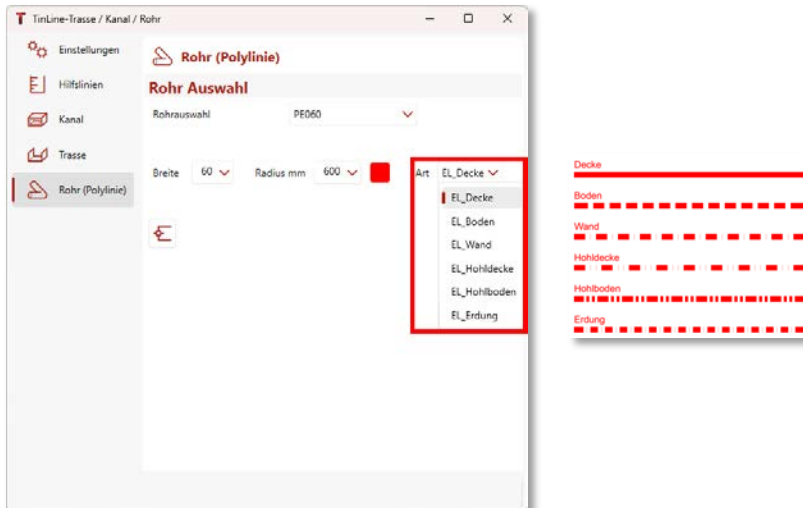 TinLine-Trasse / Kanal / Rohr
Einstellungen
Hilfslinien
Kanal
Trasse
Rohr (Polylinie)
Rohr (Polylinie)
Rohr Auswahl
Rohrauswahl PE060
Breite 60 Radius mm 600 Art EL_Decke
EL_Decke
EL_Boden
EL_Wand
EL_Hohldecke
EL_Hohlboden
EL_Erdung
Decke
Boden
Wand
Hohldecke
Hohlboden
Erdung